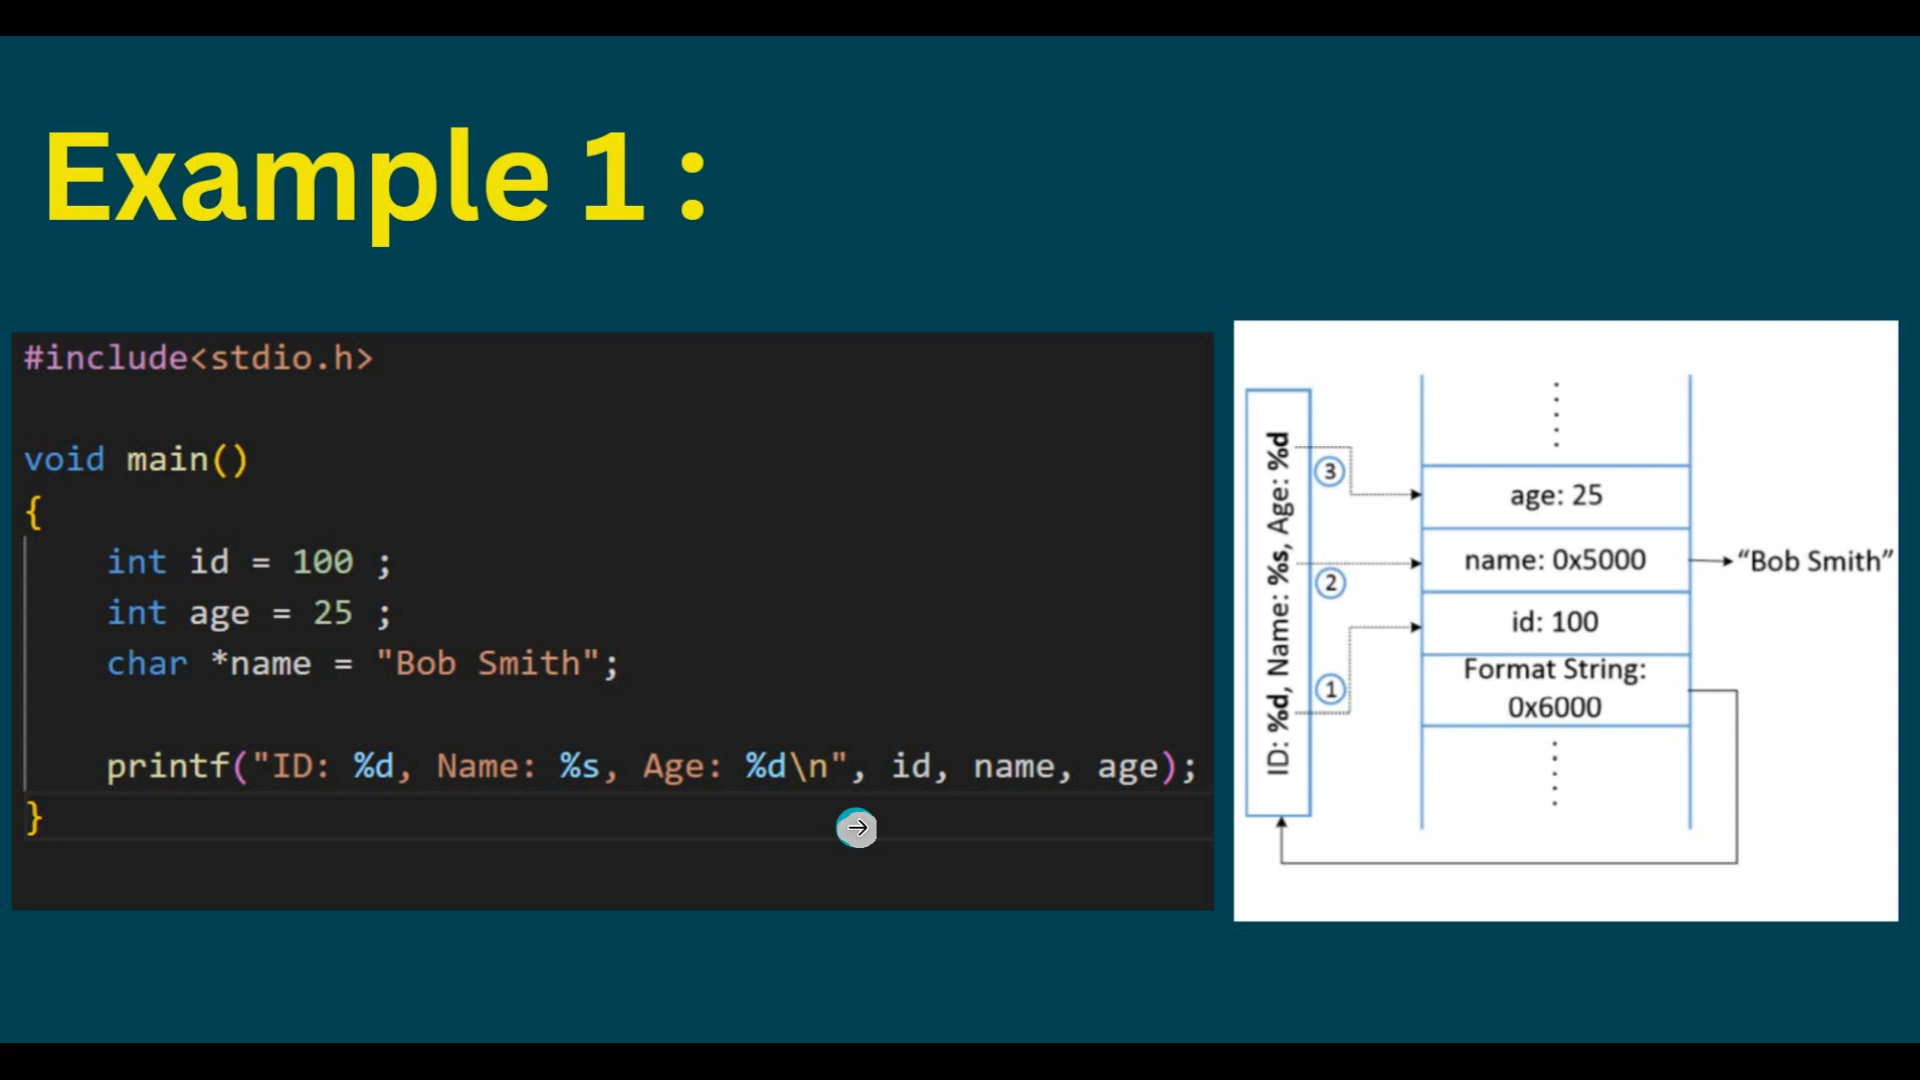 Example 1 :
#include<stdio.h>
void main()
{
int id = 100 ;
int age = 25 ;
char *name = "Bob Smith";
printf("ID: %d, Name: %s, Age: %d\n", id, name, age);
}
ID: %d, Name: %s, Age: %d
3
2
1
age: 25
name: 0x5000
"Bob Smith"
id: 100
Format String:
0x6000